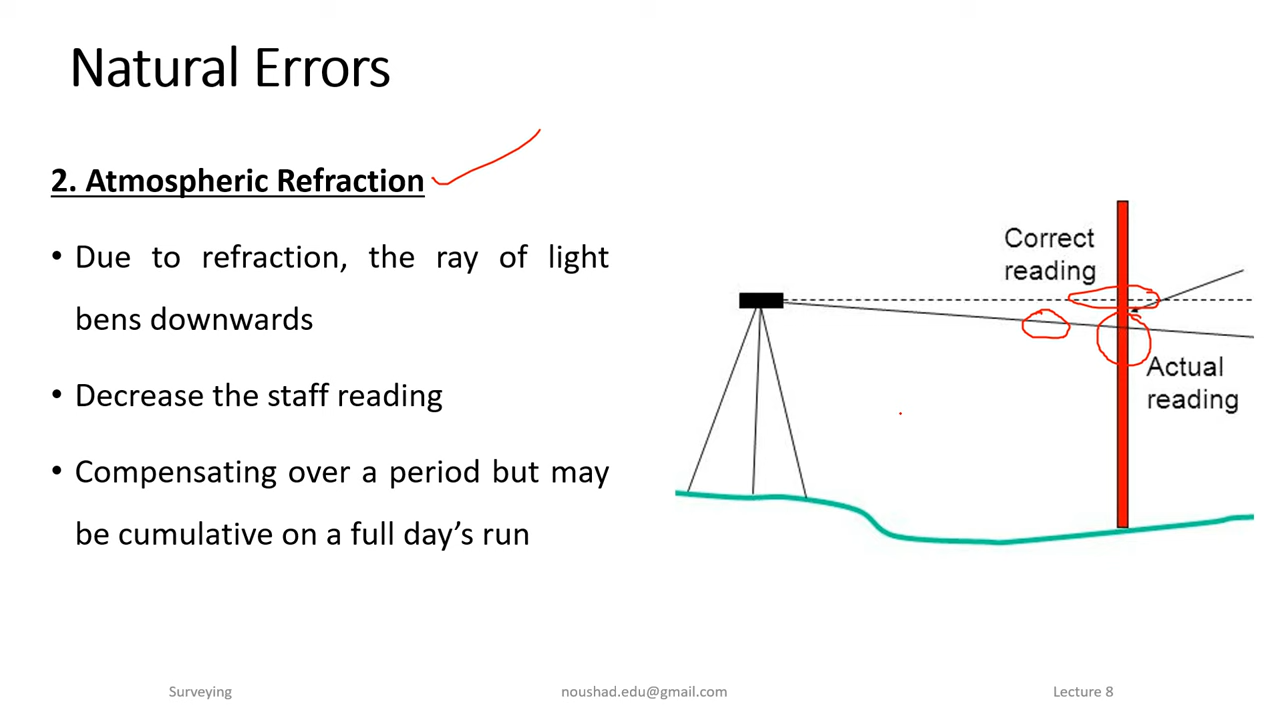 Natural Errors
2. Atmospheric Refraction
• Due to refraction, the ray of light
bens downwards
• Decrease the staff reading
• Compensating over a period but may
be cumulative on a full day’s run
Correct
reading
Actual
reading
Surveying
noushad.edu@gmail.com
Lecture 8